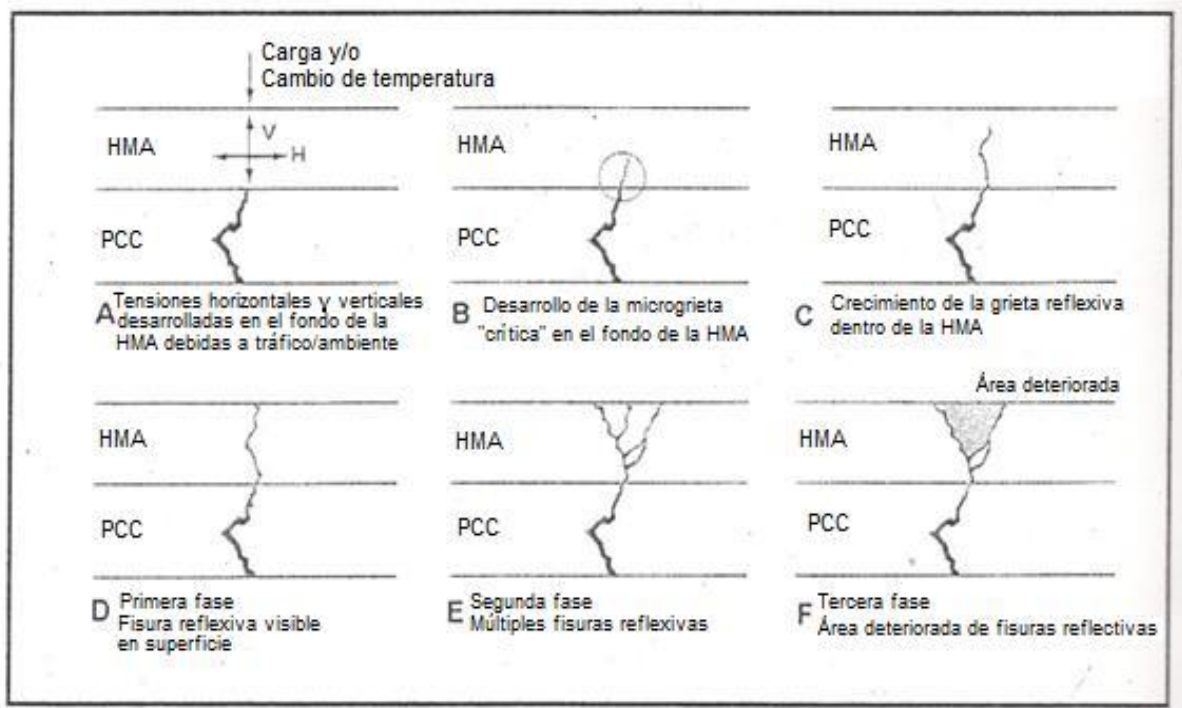 Carga y/o
Cambio de temperatura
HMA
V
H
PCC
A Tensiones horizontales y verticales
desarrolladas en el fondo de la
HMA debidas a tráfico/ambiente
HMA
PCC
B Desarrollo de la microgrieta
"crítica" en el fondo de la HMA
HMA
PCC
C Crecimiento de la grieta reflexiva
dentro de la HMA
HMA
PCC
D Primera fase
Fisura reflexiva visible
en superficie
HMA
PCC
E Segunda fase
Múltiples fisuras reflexivas
Área deteriorada
HMA
PCC
F Tercera fase
Área deteriorada de fisuras reflectivas